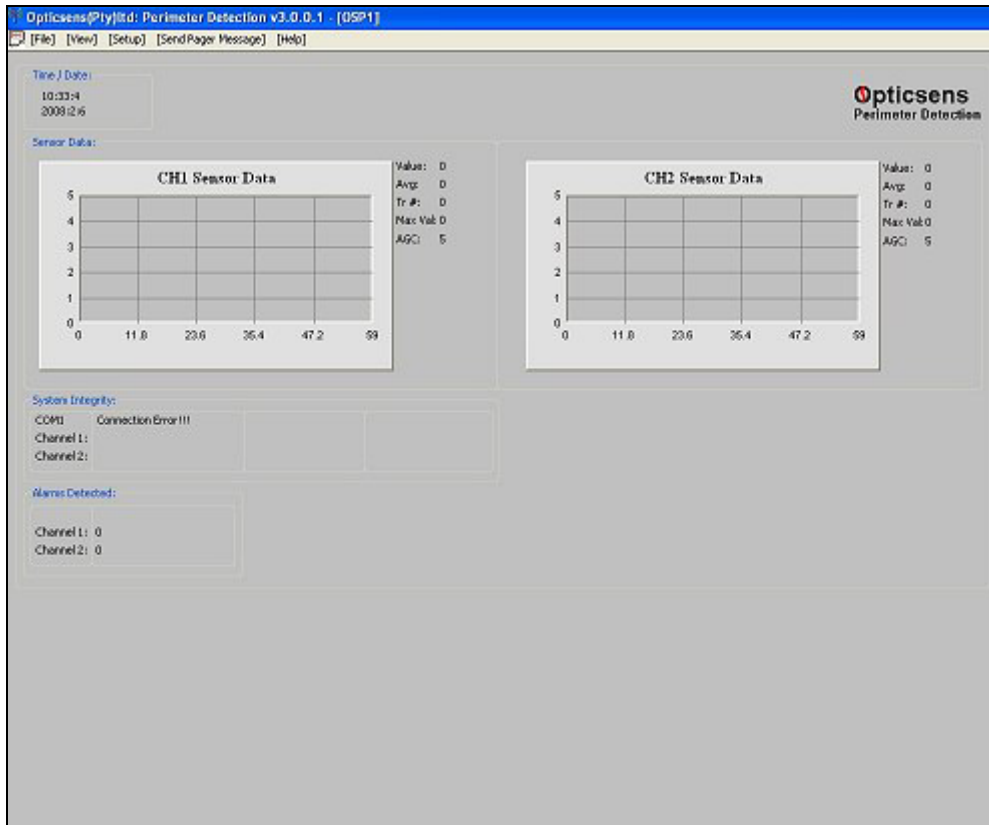 Opticsens(Pty)ltd: Perimeter Detection v3.0.0.1 - [OSP1]
[File] [View] [Setup] [Send Pager Message] [Help]
Time / Date:
10:33:4
2008:2:6
Opticsens
Perimeter Detection
Sensor Data:
CH1 Sensor Data
5
4
3
2
1
0
0 11.8 23.6 35.4 47.2 59
Value: 0
Avg: 0
Tr #: 0
Max Val: 0
AGC: 5
CH2 Sensor Data
5
4
3
2
1
0
0 11.8 23.6 35.4 47.2 59
Value: 0
Avg: 0
Tr #: 0
Max Val: 0
AGC: 5
System Integrity:
COM1 Connection Error!!!
Channel 1:
Channel 2:
Alarms Detected:
Channel 1: 0
Channel 2: 0